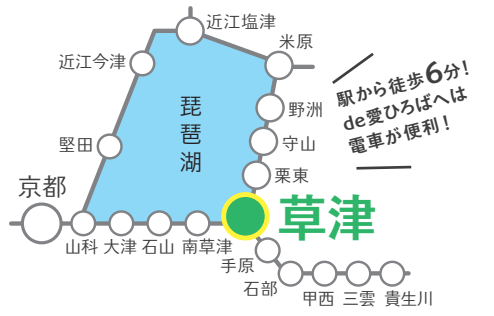 近江塩津
米原
近江今津
駅から徒歩6分！
de愛ひろばへは
電車が便利！
野洲
琵琶湖
守山
堅田
栗東
京都
草津
山科
大津
石山
南草津
手原
石部
甲西
三雲
貴生川